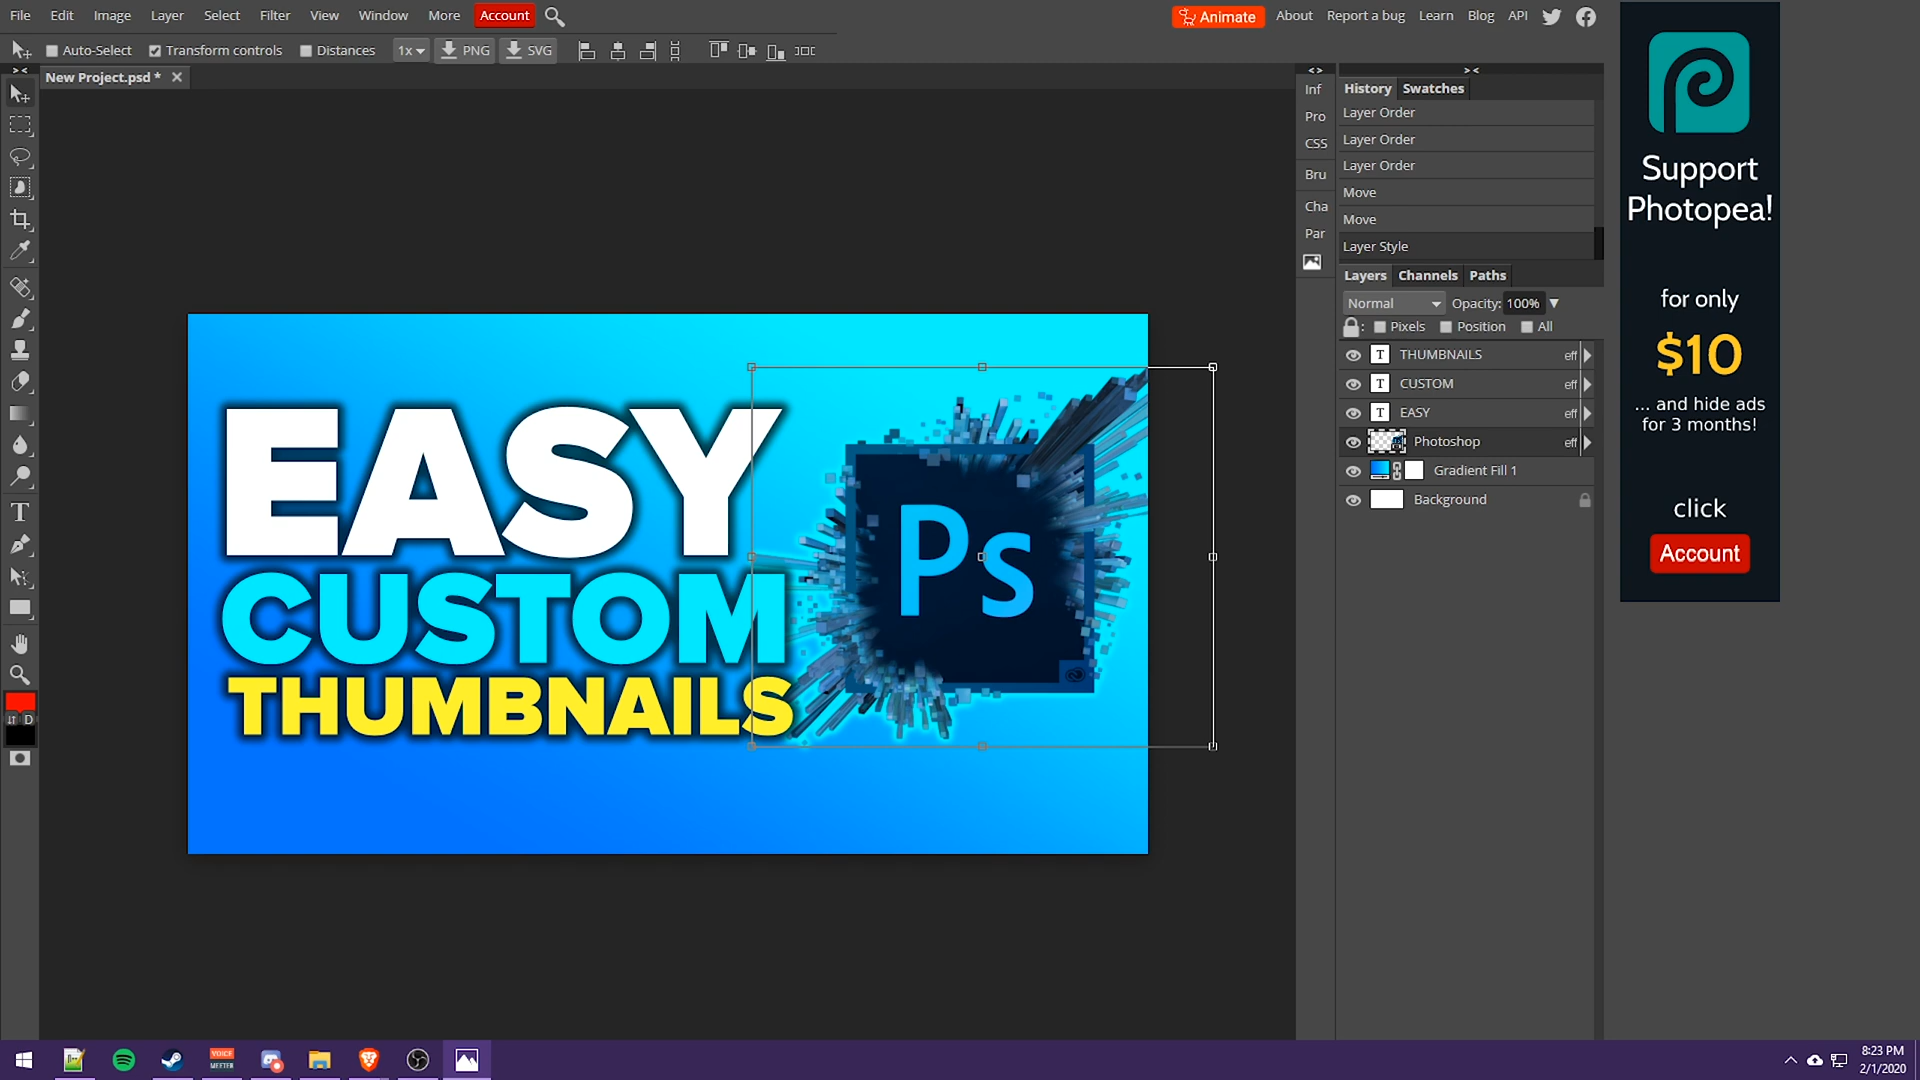 File Edit Image Layer Select Filter View Window More Account
Animate About Report a bug Learn Blog API
Auto-Select Transform controls Distances 1x PNG SVG
New Project.psd *
EASY
CUSTOM
THUMBNAILS
Ps
T
D
Inf
Pro
CSS
Bru
Cha
Par
History Swatches
Layer Order
Layer Order
Layer Order
Move
Move
Layer Style
Layers Channels Paths
Normal Opacity: 100%
: Pixels Position All
T THUMBNAILS eff
T CUSTOM eff
T EASY eff
Photoshop eff
Gradient Fill 1
Background
Support
Photopea!
for only
$10
... and hide ads
for 3 months!
click
Account
VOICE
MEETER
8:23 PM
2/1/2020